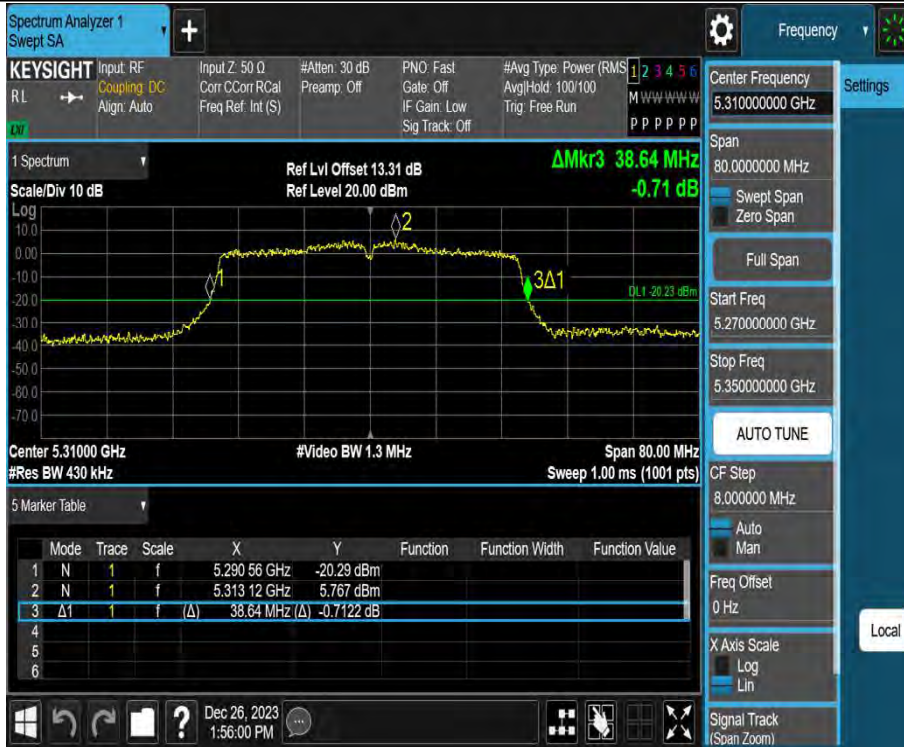 Spectrum Analyzer 1
Swept SA
+
Frequency
KEYSIGHT
RL
LXI
Input: RF
Coupling: DC
Align: Auto
Input Z: 50 Ω
Corr CCorr RCal
Freq Ref: Int (S)
#Atten: 30 dB
Preamp: Off
PNO: Fast
Gate: Off
IF Gain: Low
Sig Track: Off
#Avg Type: Power (RMS
Avg|Hold: 100/100
Trig: Free Run
1 2 3 4 5 6
M W W W W W
P P P P P P
1 Spectrum
Scale/Div 10 dB
Ref Lvl Offset 13.31 dB
Ref Level 20.00 dBm
ΔMkr3 38.64 MHz
-0.71 dB
Log
10.0
0.00
-10.0
-20.0
-30.0
-40.0
-50.0
-60.0
-70.0
2
1
3Δ1
DL1 -20.23 dBm
Center 5.31000 GHz
#Res BW 430 kHz
#Video BW 1.3 MHz
Span 80.00 MHz
Sweep 1.00 ms (1001 pts)
5 Marker Table
Mode Trace Scale X Y Function Function Width Function Value
1 N 1 f 5.290 56 GHz -20.29 dBm
2 N 1 f 5.313 12 GHz 5.767 dBm
3 Δ1 1 f (Δ) 38.64 MHz (Δ) -0.7122 dB
4
5
6
?
Dec 26, 2023
1:56:00 PM
Settings
Center Frequency
5.310000000 GHz
Span
80.0000000 MHz
Swept Span
Zero Span
Full Span
Start Freq
5.270000000 GHz
Stop Freq
5.350000000 GHz
AUTO TUNE
CF Step
8.000000 MHz
Auto
Man
Freq Offset
0 Hz
X Axis Scale
Log
Lin
Signal Track
(Span Zoom)
Local